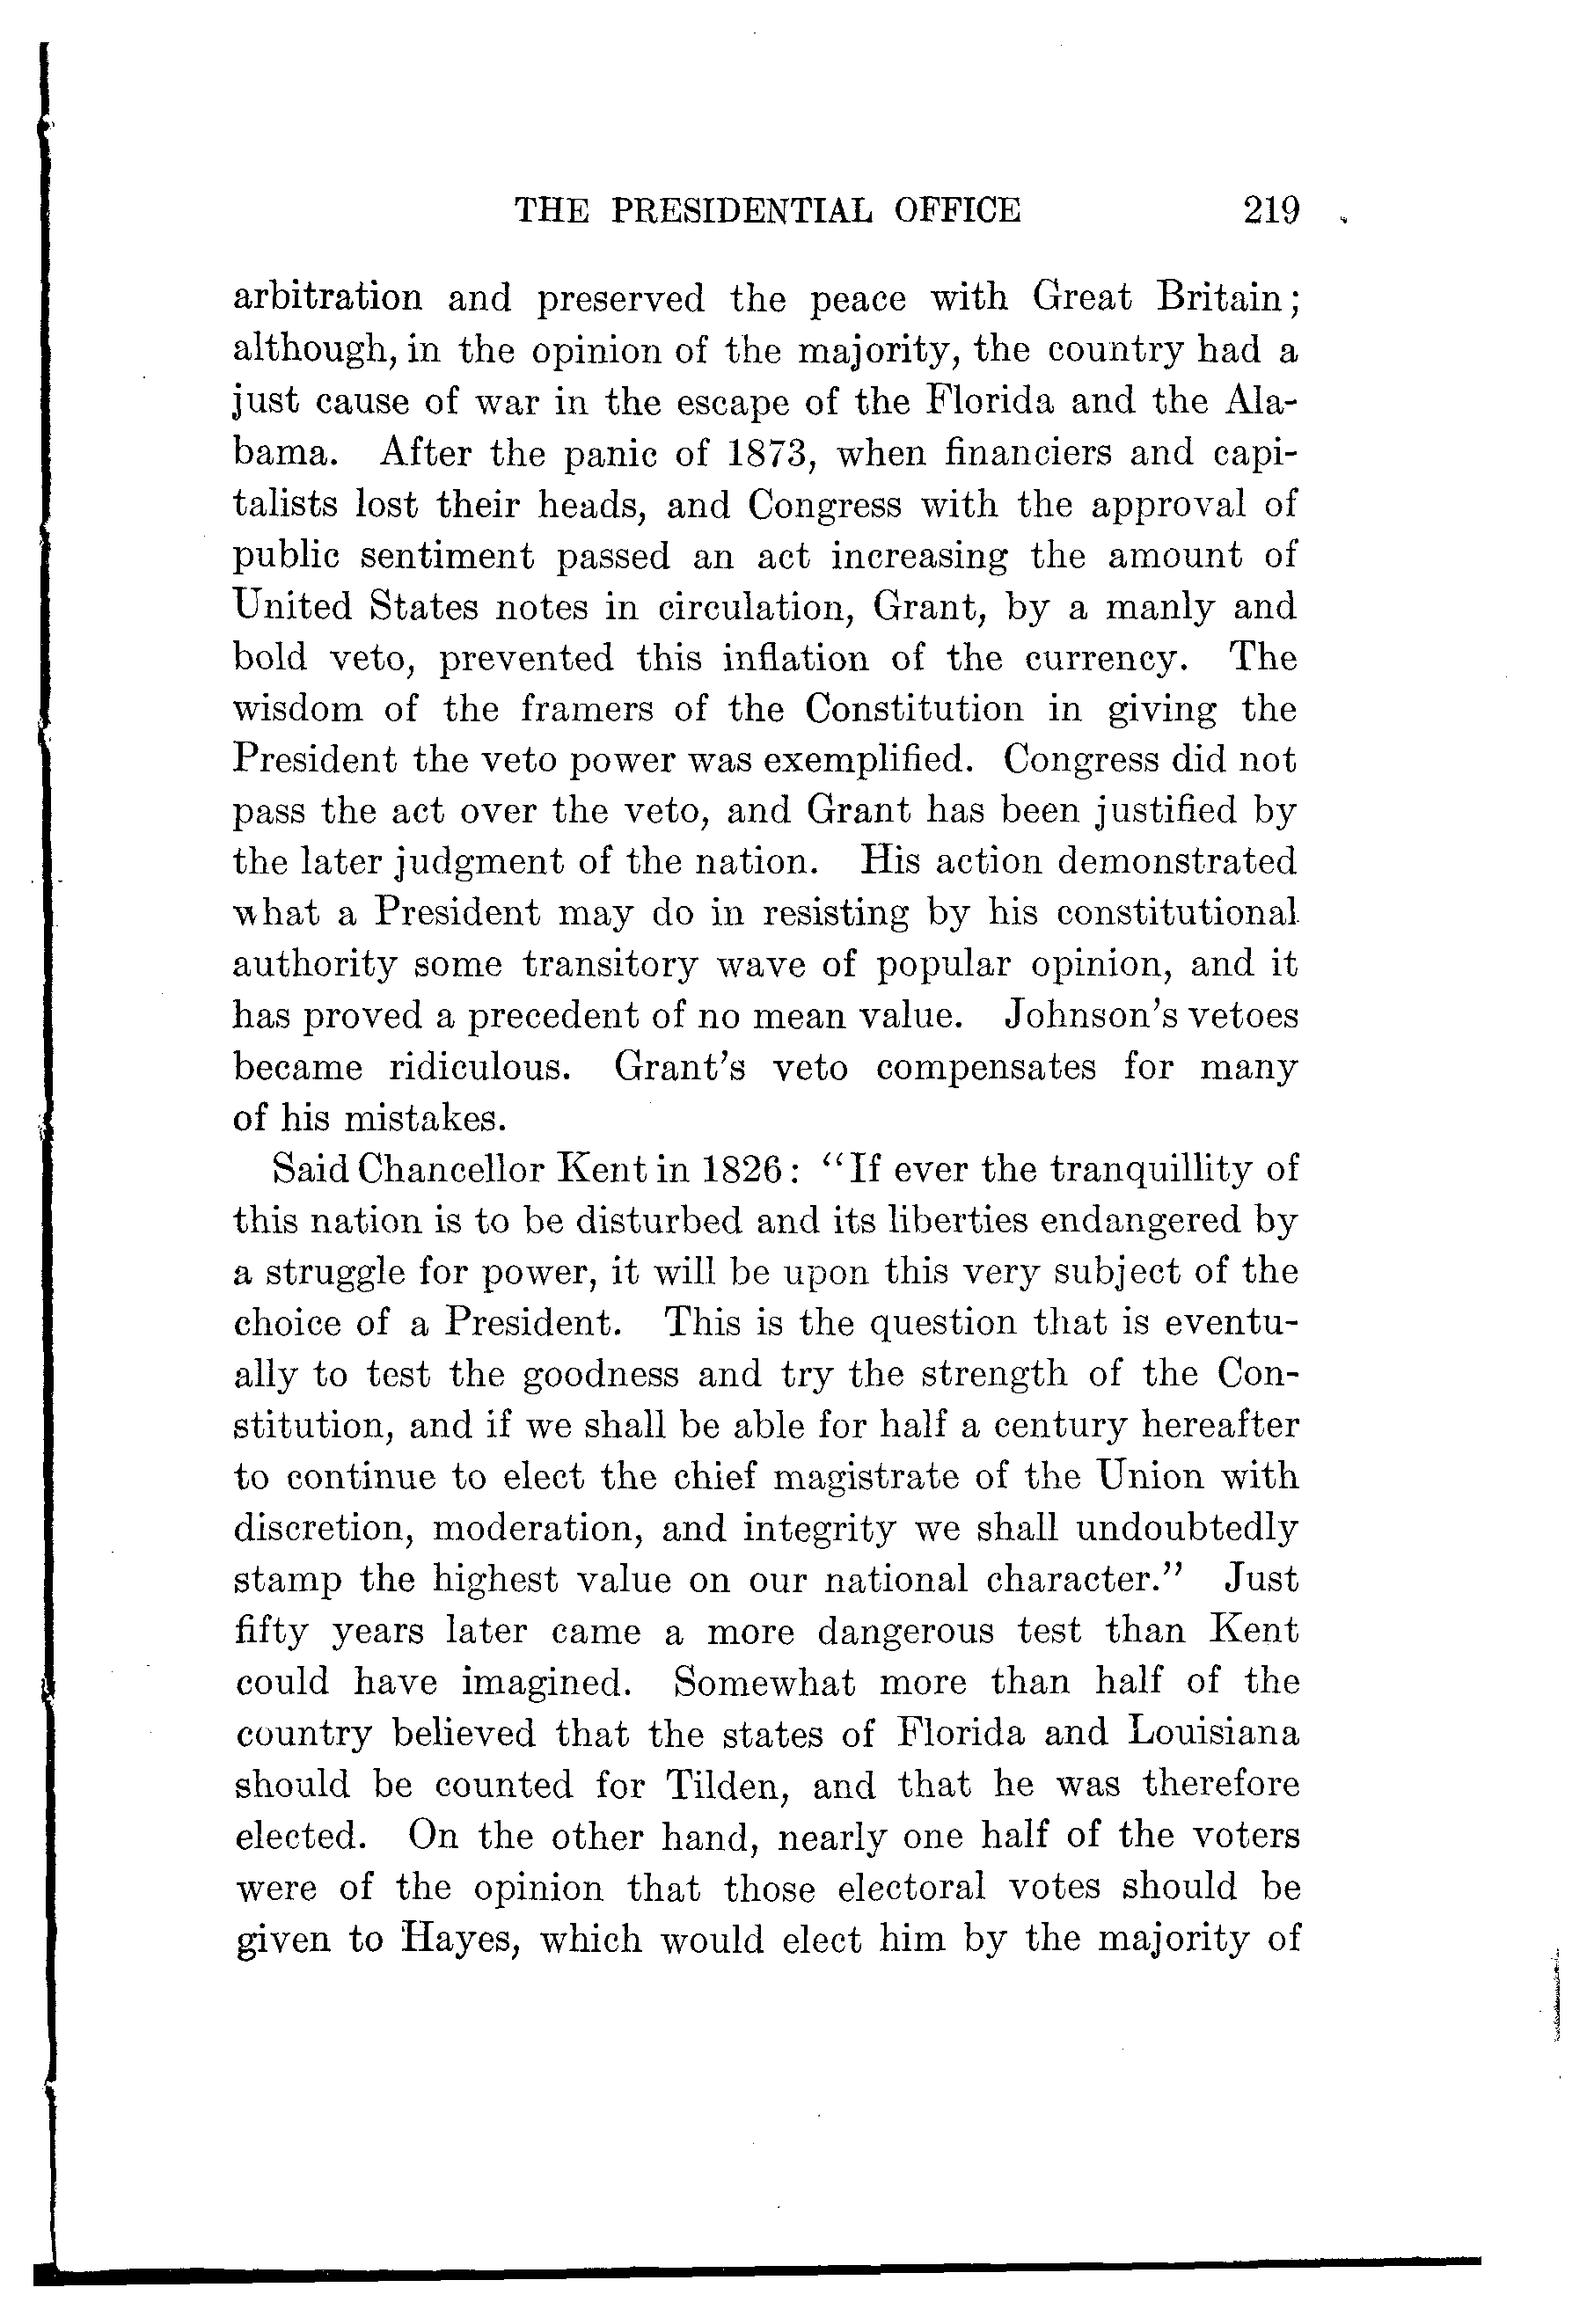 THE PRESIDENTIAL OFFICE 219
arbitration and preserved the peace with Great Britain;
although, in the opinion of the majority, the country had a
just cause of war in the escape of the Florida and the Ala-
bama. After the panic of 1873, when financiers and capi-
talists lost their heads, and Congress with the approval of
public sentiment passed an act increasing the amount of
United States notes in circulation, Grant, by a manly and
bold veto, prevented this inflation of the currency. The
wisdom of the framers of the Constitution in giving the
President the veto power was exemplified. Congress did not
pass the act over the veto, and Grant has been justified by
the later judgment of the nation. His action demonstrated
what a President may do in resisting by his constitutional
authority some transitory wave of popular opinion, and it
has proved a precedent of no mean value. Johnson's vetoes
became ridiculous. Grant's veto compensates for many
of his mistakes.
Said Chancellor Kent in 1826: "If ever the tranquillity of
this nation is to be disturbed and its liberties endangered by
a struggle for power, it will be upon this very subject of the
choice of a President. This is the question that is eventu-
ally to test the goodness and try the strength of the Con-
stitution, and if we shall be able for half a century hereafter
to continue to elect the chief magistrate of the Union with
discretion, moderation, and integrity we shall undoubtedly
stamp the highest value on our national character." Just
fifty years later came a more dangerous test than Kent
could have imagined. Somewhat more than half of the
country believed that the states of Florida and Louisiana
should be counted for Tilden, and that he was therefore
elected. On the other hand, nearly one half of the voters
were of the opinion that those electoral votes should be
given to Hayes, which would elect him by the majority of